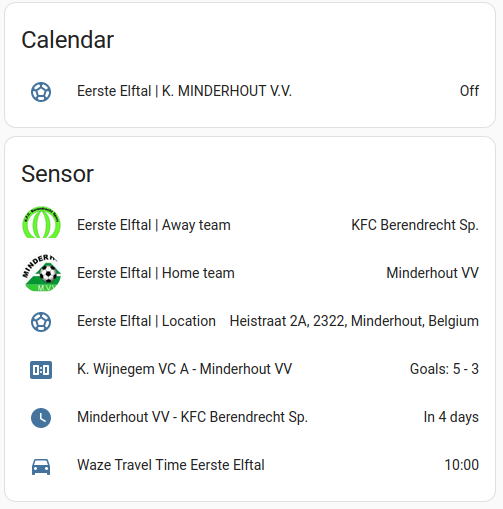 Calendar
Eerste Elftal | K. MINDERHOUT V.V. Off
Sensor
Eerste Elftal | Away team KFC Berendrecht Sp.
MINDERH
M V
Eerste Elftal | Home team Minderhout VV
Eerste Elftal | Location Heistraat 2A, 2322, Minderhout, Belgium
0:0
K. Wijnegem VC A - Minderhout VV Goals: 5 - 3
Minderhout VV - KFC Berendrecht Sp. In 4 days
Waze Travel Time Eerste Elftal 10:00